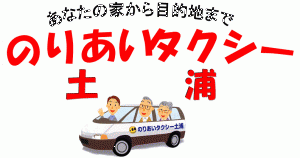 あなたの家から目的地まで
のりあいタクシー
土浦
のりあいタクシー土浦